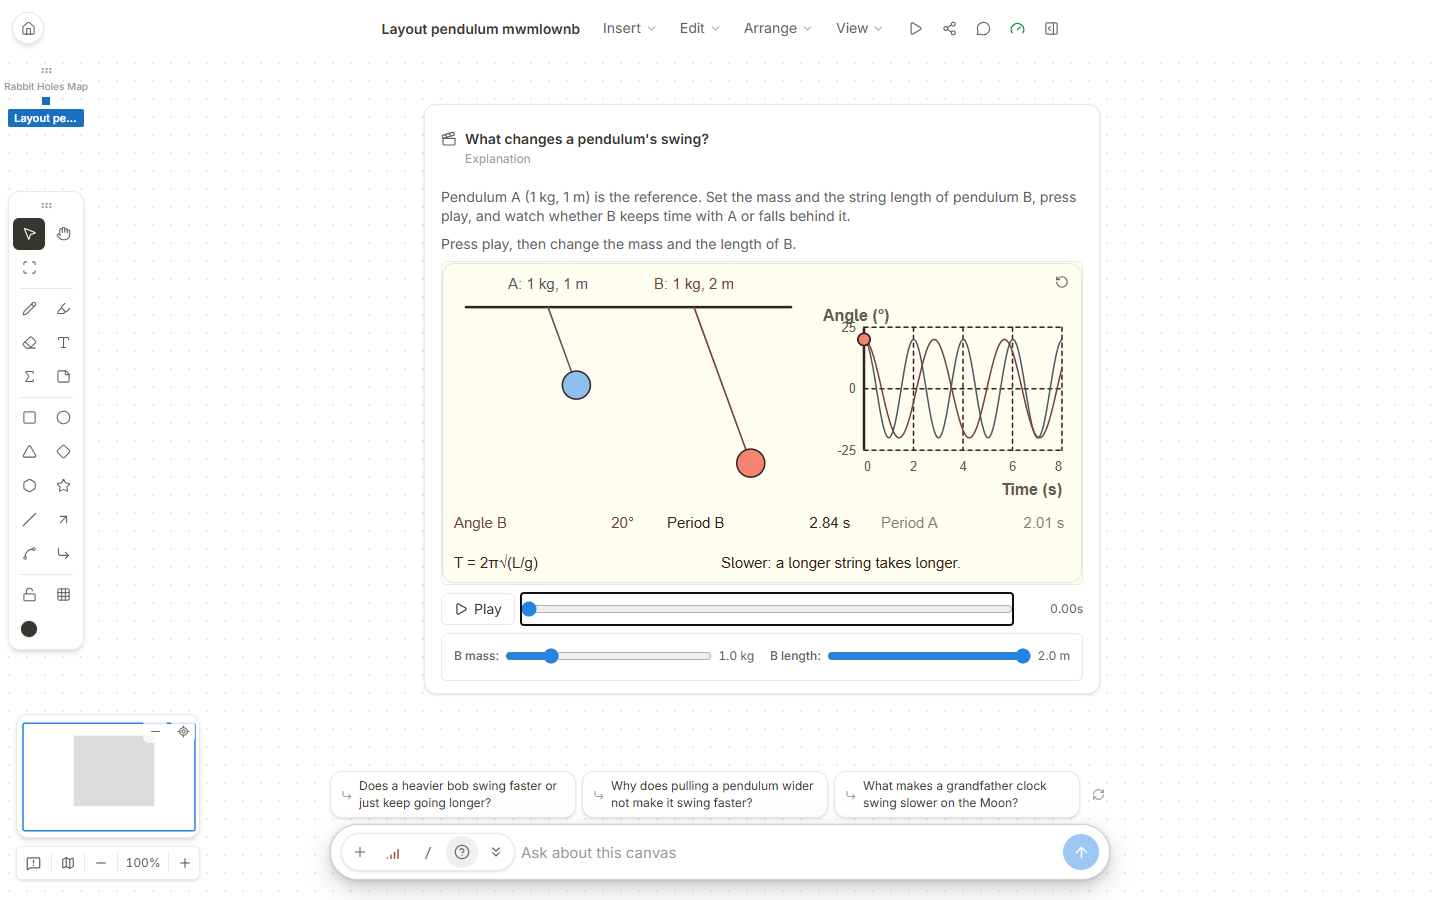 Layout pendulum mwmlownb
Insert
Edit
Arrange
View
Rabbit Holes Map
Layout pe...
What changes a pendulum's swing?
Explanation
Pendulum A (1 kg, 1 m) is the reference. Set the mass and the string length of pendulum B, press
play, and watch whether B keeps time with A or falls behind it.
Press play, then change the mass and the length of B.
A: 1 kg, 1 m
B: 1 kg, 2 m
Angle (°)
25
0
-25
0 2 4 6 8
Time (s)
Angle B 20° Period B 2.84 s Period A 2.01 s
T = 2π√(L/g)
Slower: a longer string takes longer.
Play
0.00s
B mass: 1.0 kg B length: 2.0 m
Does a heavier bob swing faster or
just keep going longer?
Why does pulling a pendulum wider
not make it swing faster?
What makes a grandfather clock
swing slower on the Moon?
/
Ask about this canvas
100%